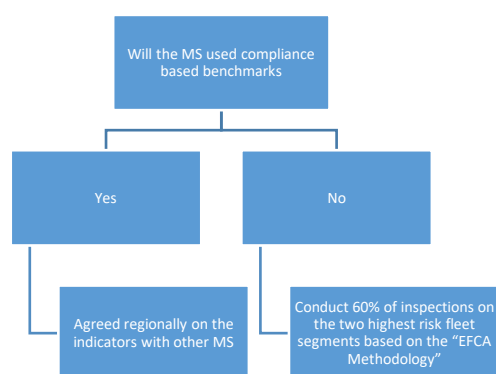 Will the MS used compliance
based benchmarks
Yes
No
Agreed regionally on the
indicators with other MS
Conduct 60% of inspections on
the two highest risk fleet
segments based on the “EFCA
Methodology”